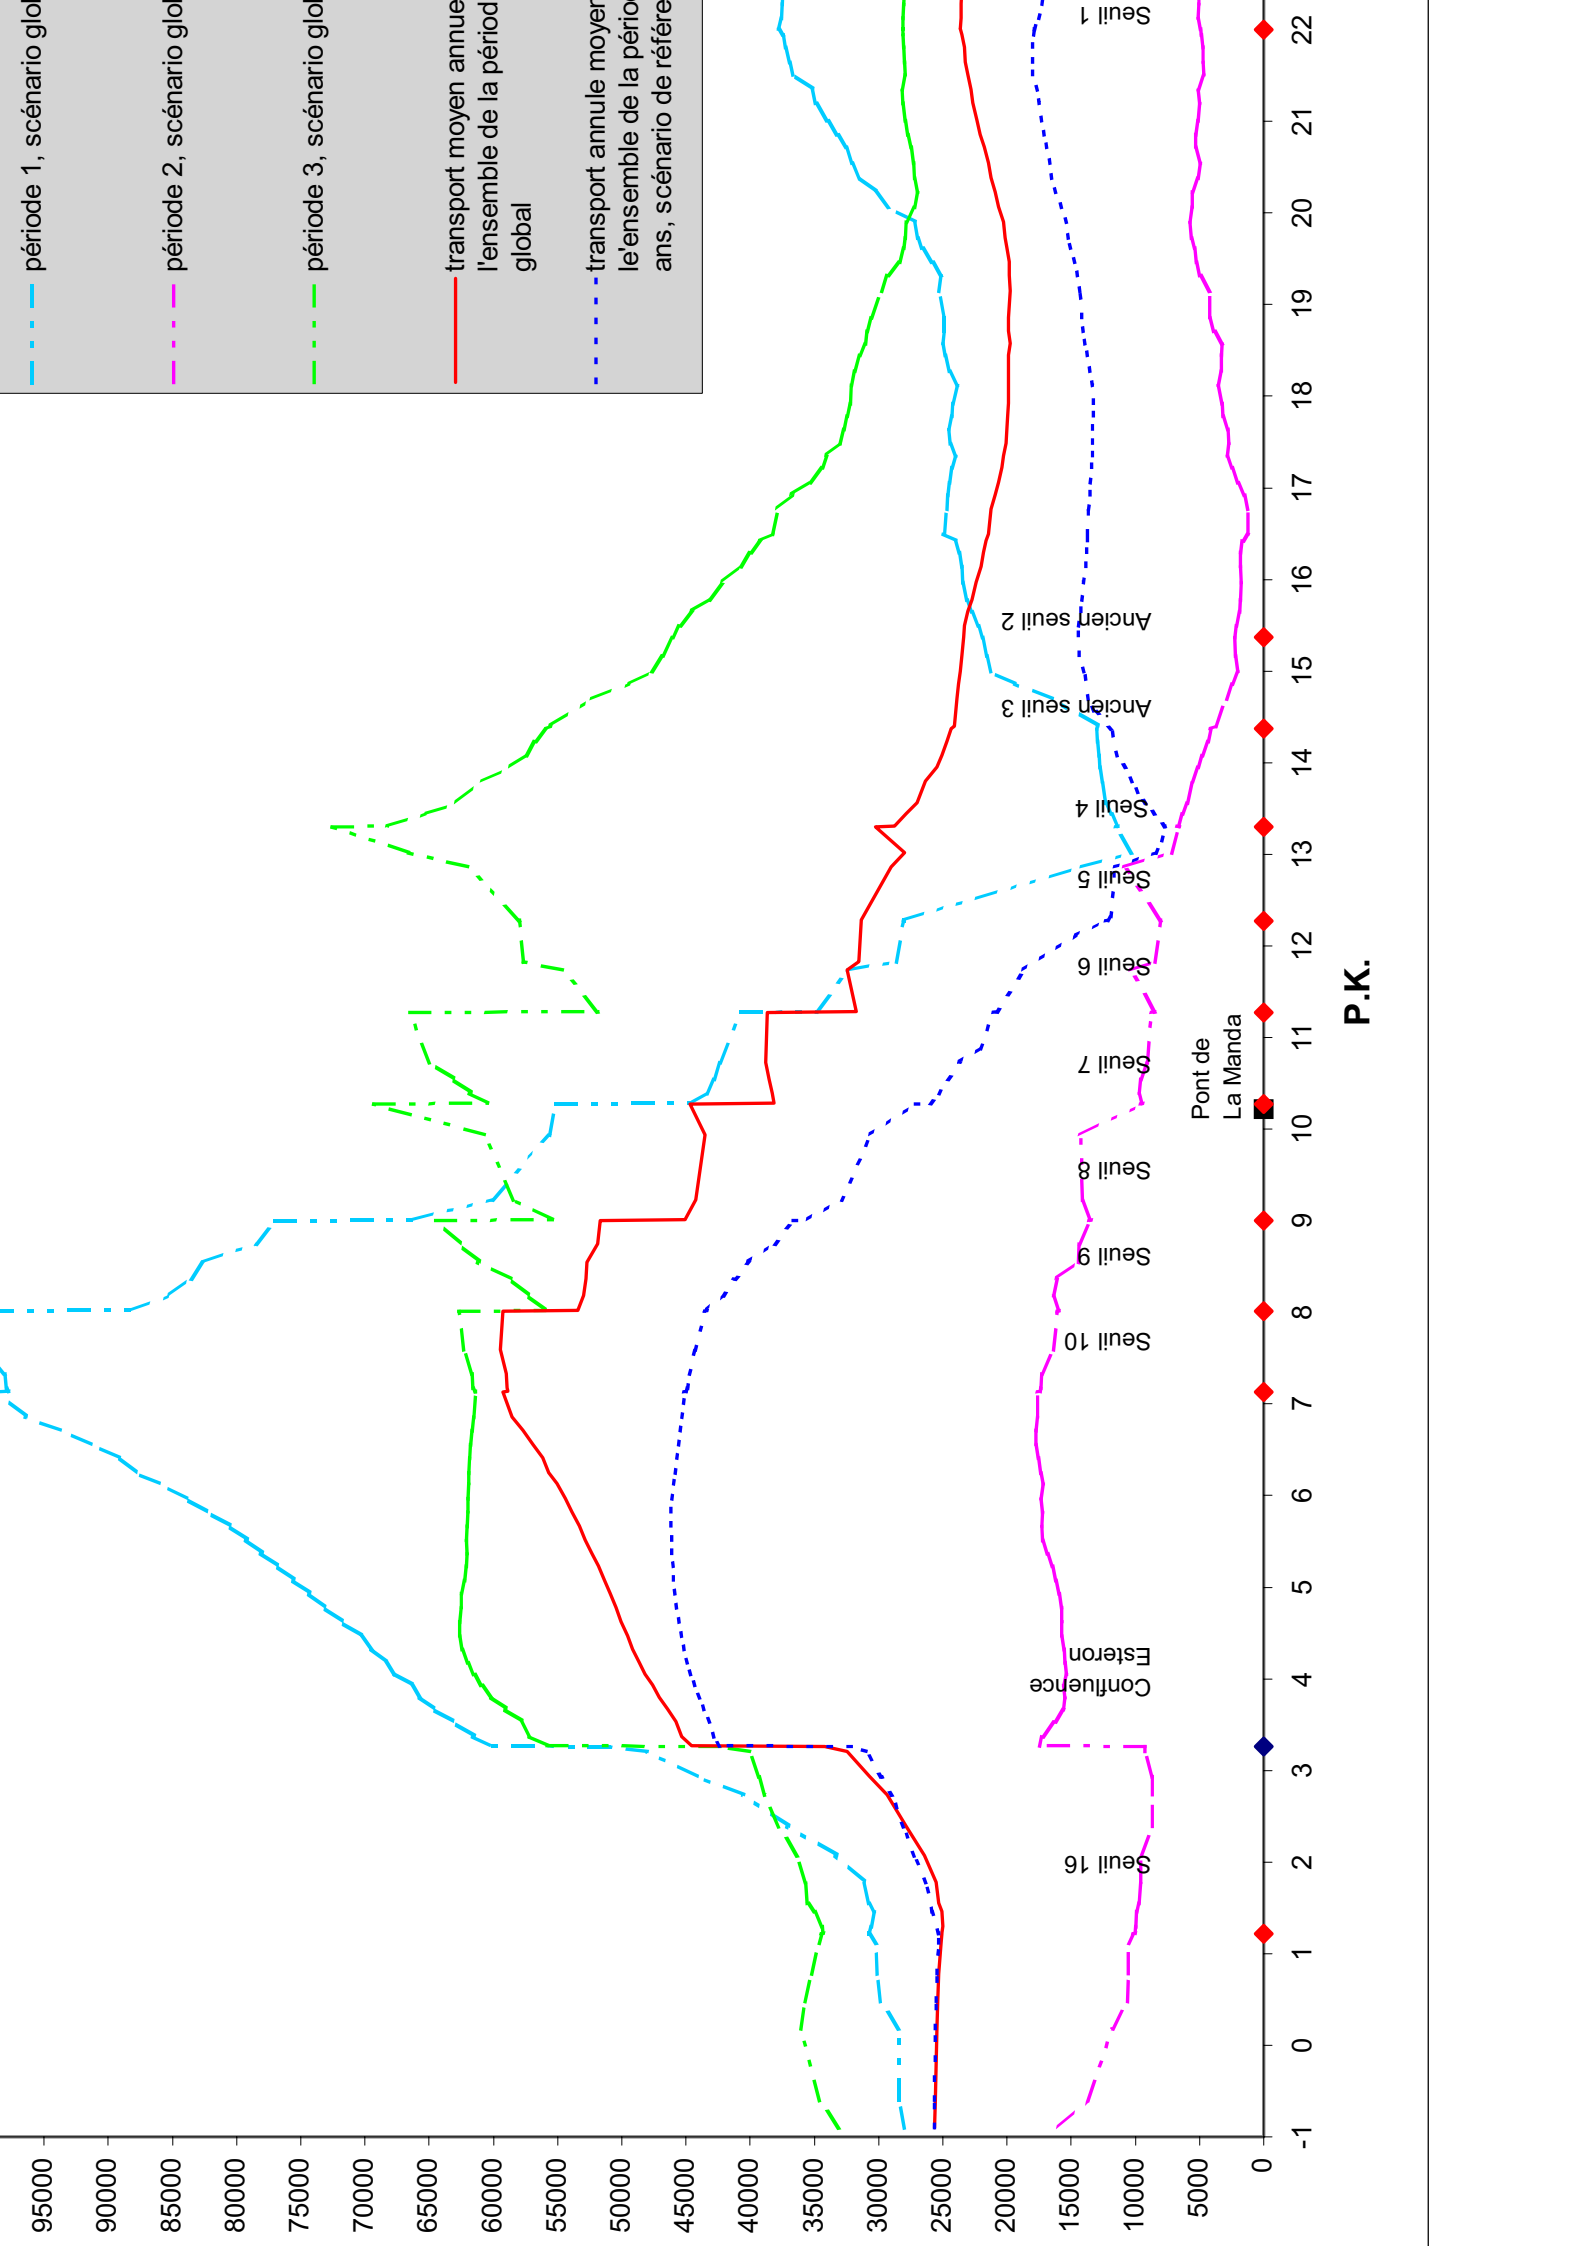 période 1, scénario glob
période 2, scénario glob
période 3, scénario glob
transport moyen annue
l'ensemble de la périod
global
transport annule moyen
le'ensemble de la pério
ans, scénario de référe
95000
90000
85000
80000
75000
70000
65000
60000
55000
50000
45000
40000
35000
30000
25000
20000
15000
10000
5000
0
-1
0
1
2
3
4
5
6
7
8
9
10
11
12
13
14
15
16
17
18
19
20
21
22
P.K.
Seuil 16
Confluence
Esteron
Seuil 10
Seuil 9
Seuil 8
Seuil 7
Pont de
La Manda
Seuil 6
Seuil 5
Seuil 4
Ancien seuil 3
Ancien seuil 2
Seuil 1